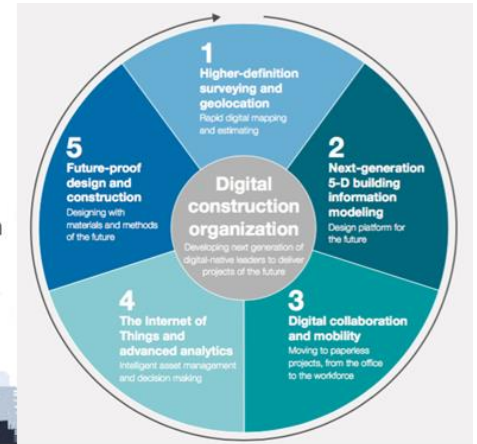 1
Higher-definition
surveying and
geolocation
Rapid digital mapping
and estimating
2
Next-generation
5-D building
information
modeling
Design platform for
the future
3
Digital collaboration
and mobility
Moving to paperless
projects, from the office
to the workforce
4
The Internet of
Things and
advanced analytics
Intelligent asset management
and decision making
5
Future-proof
design and
construction
Designing with
materials and methods
of the future
Digital
construction
organization
Developing next generation of
digital-native leaders to deliver
projects of the future